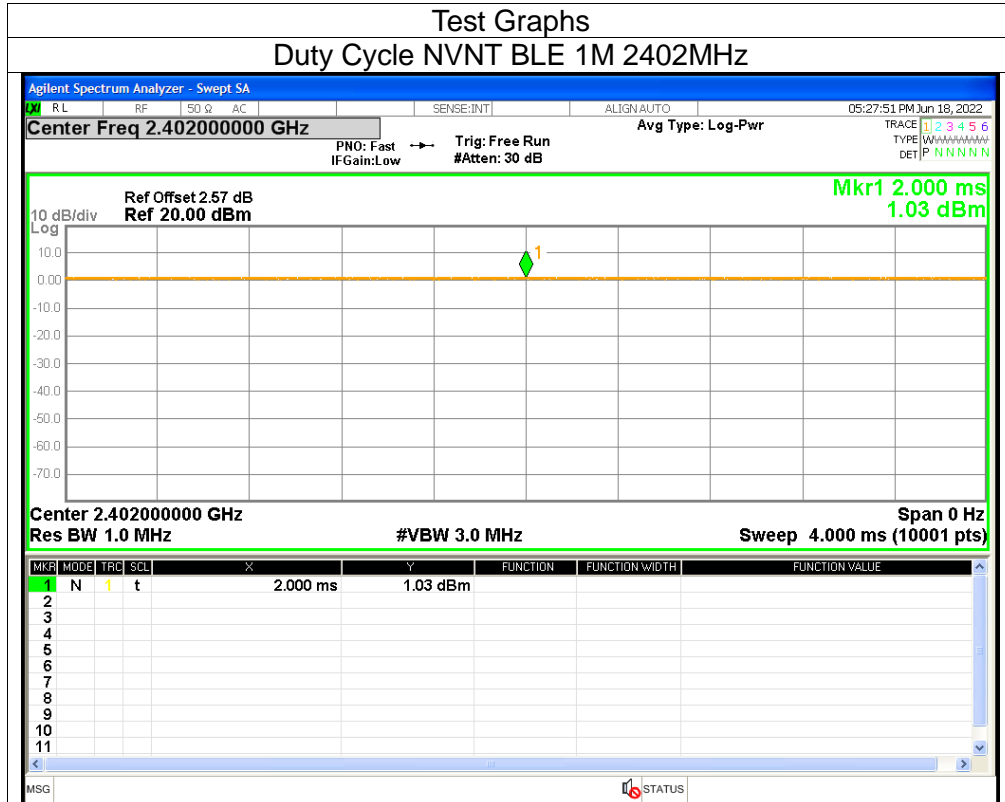 Test Graphs
Duty Cycle NVNT BLE 1M 2402MHz
Agilent Spectrum Analyzer - Swept SA
LXI RL RF 50 Ω AC SENSE:INT ALIGN AUTO 05:27:51 PM Jun 18, 2022
Center Freq 2.402000000 GHz Avg Type: Log-Pwr TRACE 1 2 3 4 5 6
PNO: Fast Trig: Free Run TYPE WWWWWW
IFGain:Low #Atten: 30 dB DET P N N N N N
Mkr1 2.000 ms
Ref Offset 2.57 dB
10 dB/div Ref 20.00 dBm 1.03 dBm
Log
1
10.0
0.00
-10.0
-20.0
-30.0
-40.0
-50.0
-60.0
-70.0
Center 2.402000000 GHz Span 0 Hz
Res BW 1.0 MHz #VBW 3.0 MHz Sweep 4.000 ms (10001 pts)
MKR MODE TRC SCL X Y FUNCTION FUNCTION WIDTH FUNCTION VALUE
1 N 1 t 2.000 ms 1.03 dBm
2
3
4
5
6
7
8
9
10
11
MSG STATUS